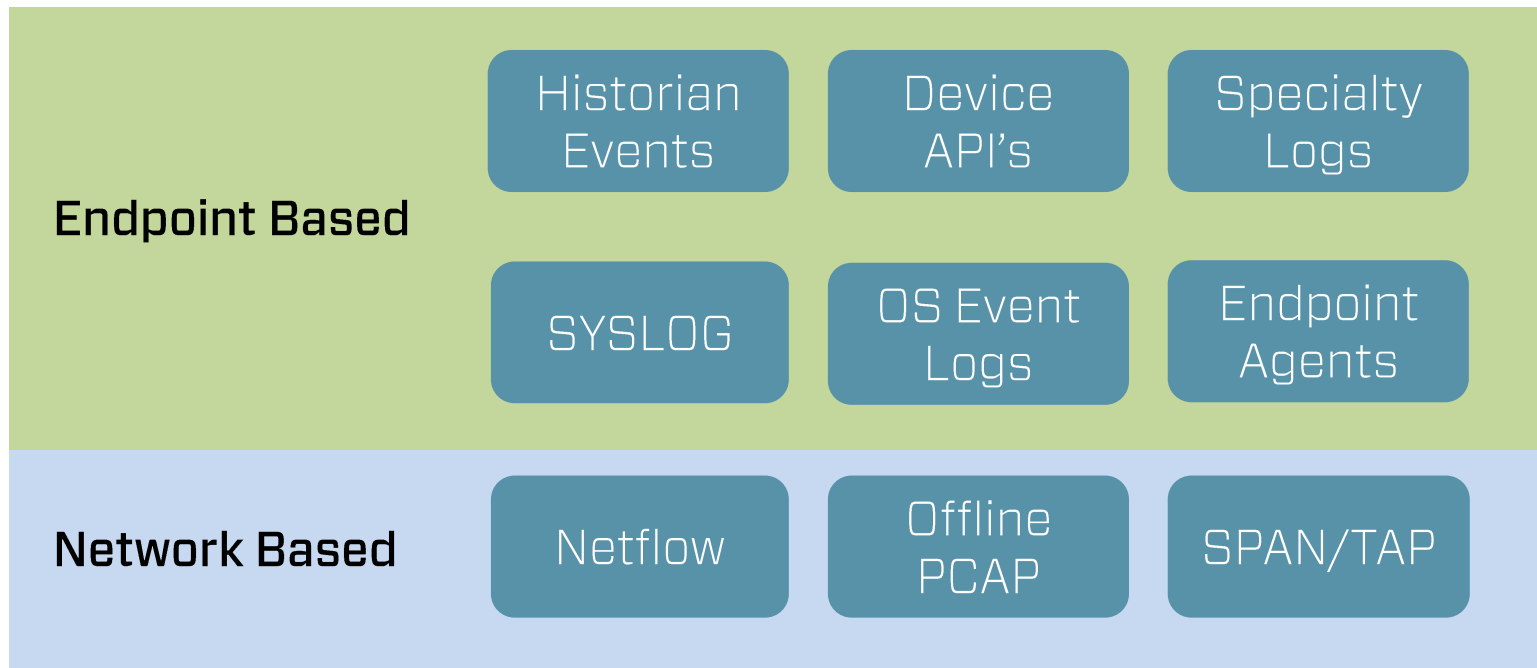 Endpoint Based
Historian
Events
Device
API’s
Specialty
Logs
SYSLOG
OS Event
Logs
Endpoint
Agents
Network Based
Netflow
Offline
PCAP
SPAN/TAP